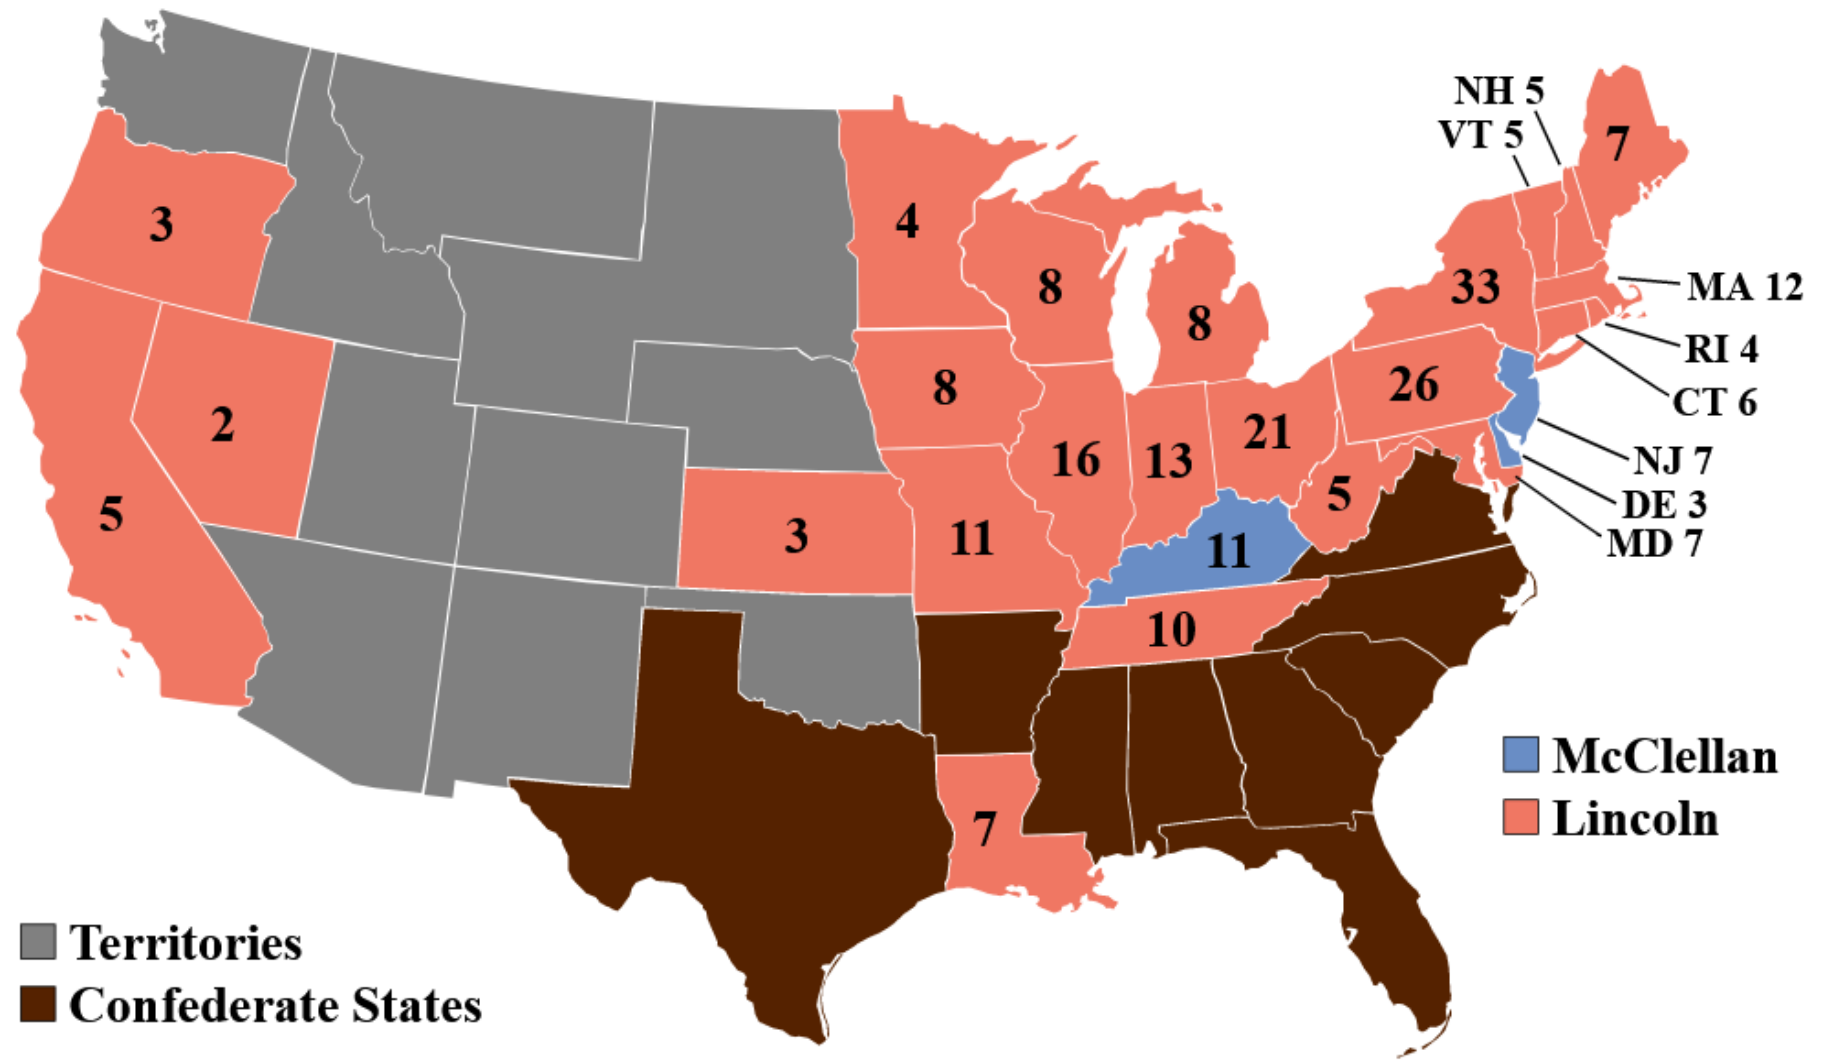 NH 5
VT 5
7
3
4
8
33
MA 12
8
RI 4
8
26
CT 6
2
21
16
13
NJ 7
5
DE 3
5
3
11
11
MD 7
10
McClellan
7
Lincoln
Territories
Confederate States